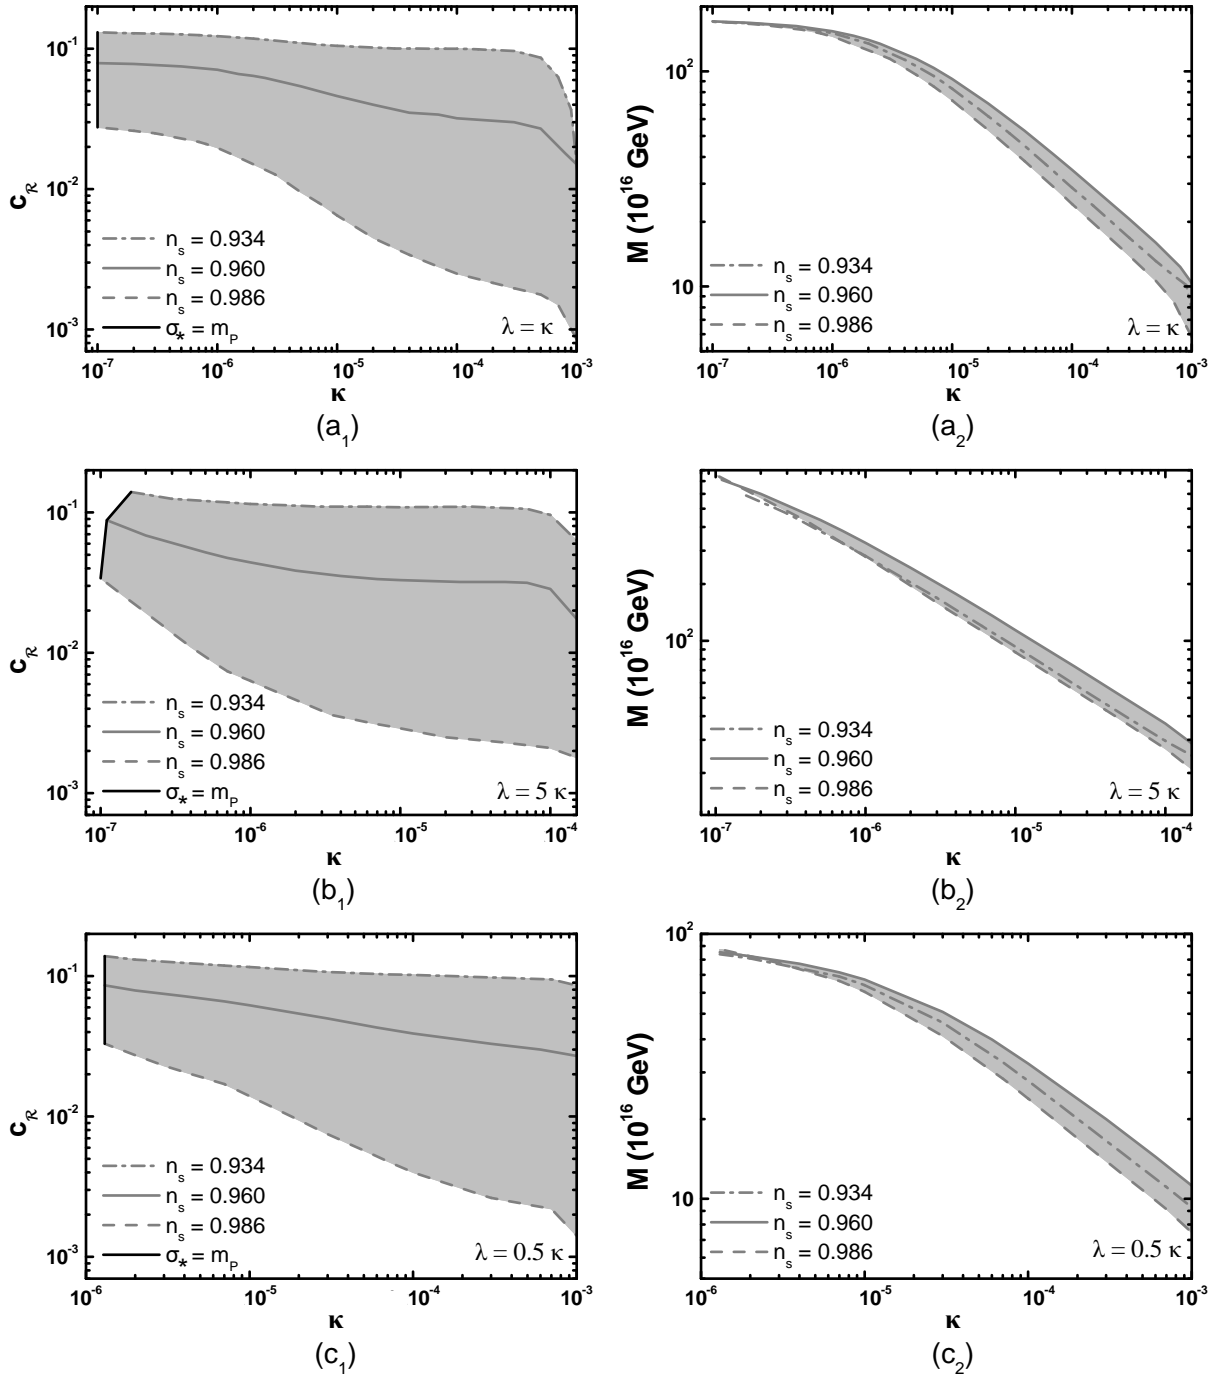 10⁻¹
10⁻²
10⁻³
c_ℛ
n_s = 0.934
n_s = 0.960
n_s = 0.986
σ_* = m_P
λ = κ
10⁻⁷ 10⁻⁶ 10⁻⁵ 10⁻⁴ 10⁻³
κ
(a₁)
10²
10
M (10¹⁶ GeV)
n_s = 0.934
n_s = 0.960
n_s = 0.986
λ = κ
10⁻⁷ 10⁻⁶ 10⁻⁵ 10⁻⁴ 10⁻³
κ
(a₂)
10⁻¹
10⁻²
10⁻³
c_ℛ
n_s = 0.934
n_s = 0.960
n_s = 0.986
σ_* = m_P
λ = 5 κ
10⁻⁷ 10⁻⁶ 10⁻⁵ 10⁻⁴
κ
(b₁)
10²
M (10¹⁶ GeV)
n_s = 0.934
n_s = 0.960
n_s = 0.986
λ = 5 κ
10⁻⁷ 10⁻⁶ 10⁻⁵ 10⁻⁴
κ
(b₂)
10⁻¹
10⁻²
10⁻³
c_ℛ
n_s = 0.934
n_s = 0.960
n_s = 0.986
σ_* = m_P
λ = 0.5 κ
10⁻⁶ 10⁻⁵ 10⁻⁴ 10⁻³
κ
(c₁)
10²
10
M (10¹⁶ GeV)
n_s = 0.934
n_s = 0.960
n_s = 0.986
λ = 0.5 κ
10⁻⁶ 10⁻⁵ 10⁻⁴ 10⁻³
κ
(c₂)